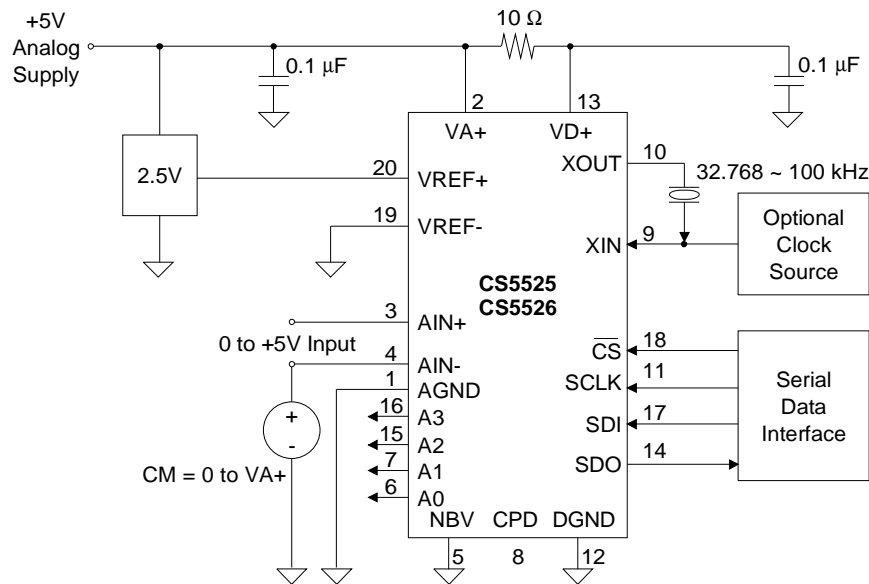 +5V
Analog
Supply
10 Ω
0.1 μF
0.1 μF
2
13
VA+
VD+
2.5V
20
VREF+
19
VREF-
XOUT
10
32.768 ~ 100 kHz
XIN
9
Optional
Clock
Source
CS5525
CS5526
3
AIN+
0 to +5V Input
4
AIN-
1
AGND
16
A3
15
A2
7
A1
6
A0
+
-
CM = 0 to VA+
CS
18
SCLK
11
SDI
17
SDO
14
Serial
Data
Interface
NBV
CPD
DGND
5
8
12